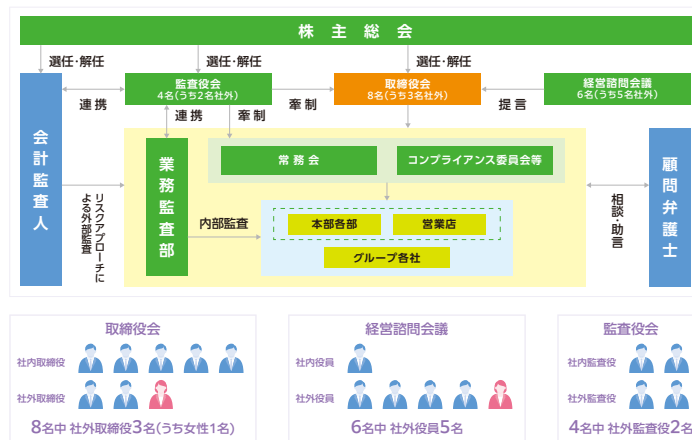 株主総会
選任・解任
選任・解任
選任・解任
会計監査人
連携
監査役会
4名(うち2名社外)
牽制
取締役会
8名(うち3名社外)
提言
経営諮問会議
6名(うち5名社外)
連携
牽制
業務監査部
常務会
コンプライアンス委員会等
顧問弁護士
リスクアプローチに
よる外部監査
内部監査
本部各部
営業店
グループ各社
相談・助言
取締役会
社内取締役
社外取締役
8名中 社外取締役3名(うち女性1名)
経営諮問会議
社内役員
社外役員
6名中 社外役員5名
監査役会
社内監査役
社外監査役
4名中 社外監査役2名